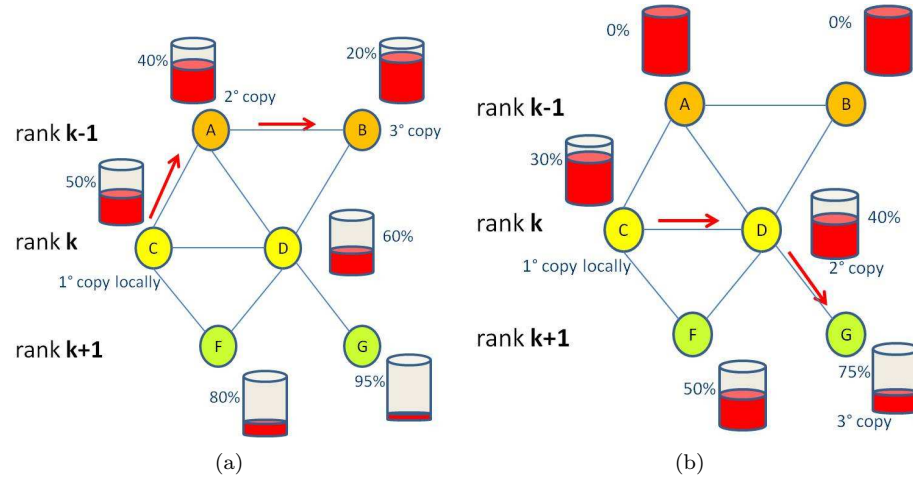 40%
20%
2° copy
rank k-1
A
B
3° copy
50%
rank k
C
D
60%
1° copy locally
rank k+1
F
G
80%
95%
(a)
0%
0%
rank k-1
A
B
30%
rank k
C
D
40%
1° copy locally
2° copy
rank k+1
F
G
50%
75%
3° copy
(b)